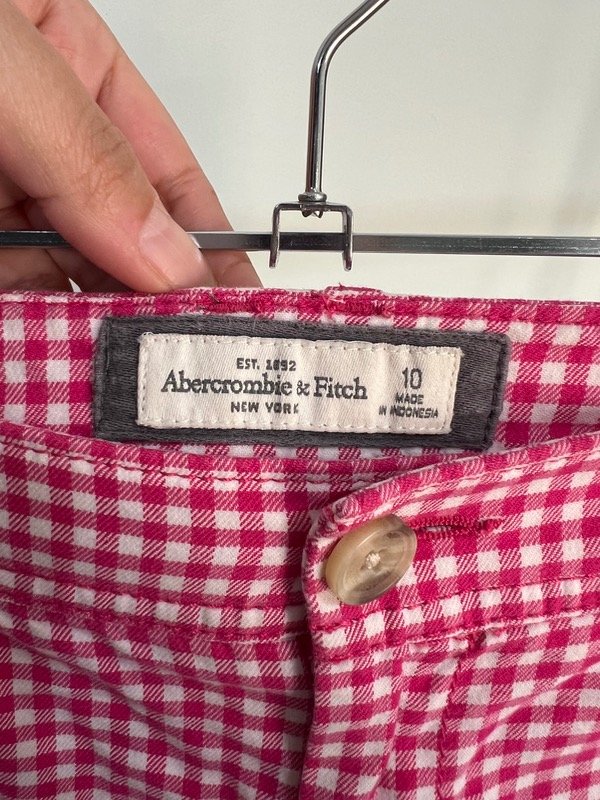 EST. 1892
Abercrombie & Fitch
NEW YORK
10
MADE
IN INDONESIA